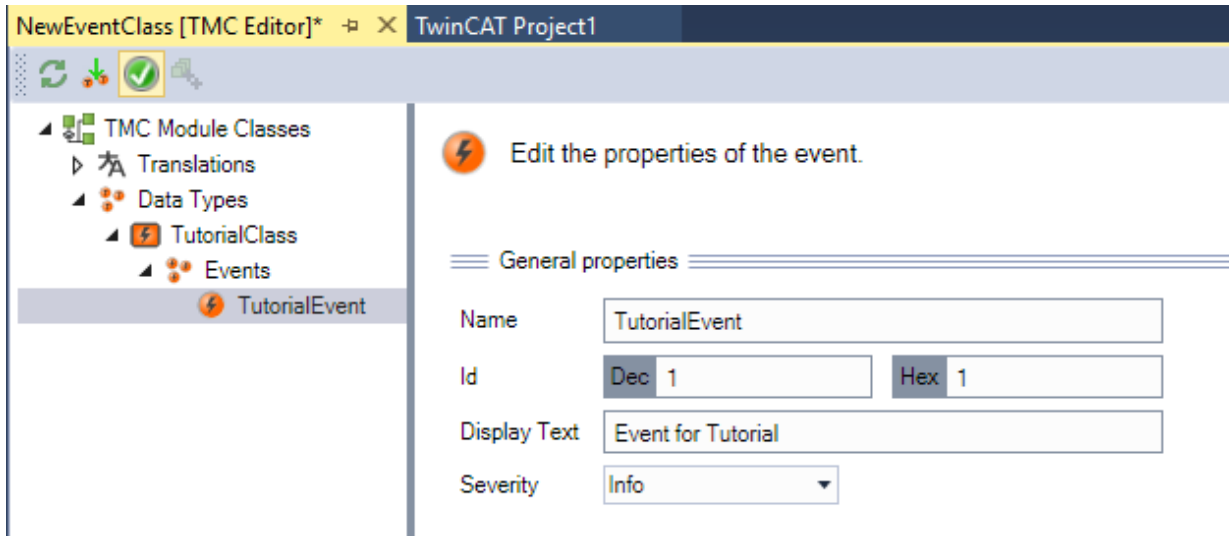 NewEventClass [TMC Editor]* TwinCAT Project1
TMC Module Classes
Translations
Data Types
TutorialClass
Events
TutorialEvent
Edit the properties of the event.
General properties
Name TutorialEvent
Id Dec 1 Hex 1
Display Text Event for Tutorial
Severity Info